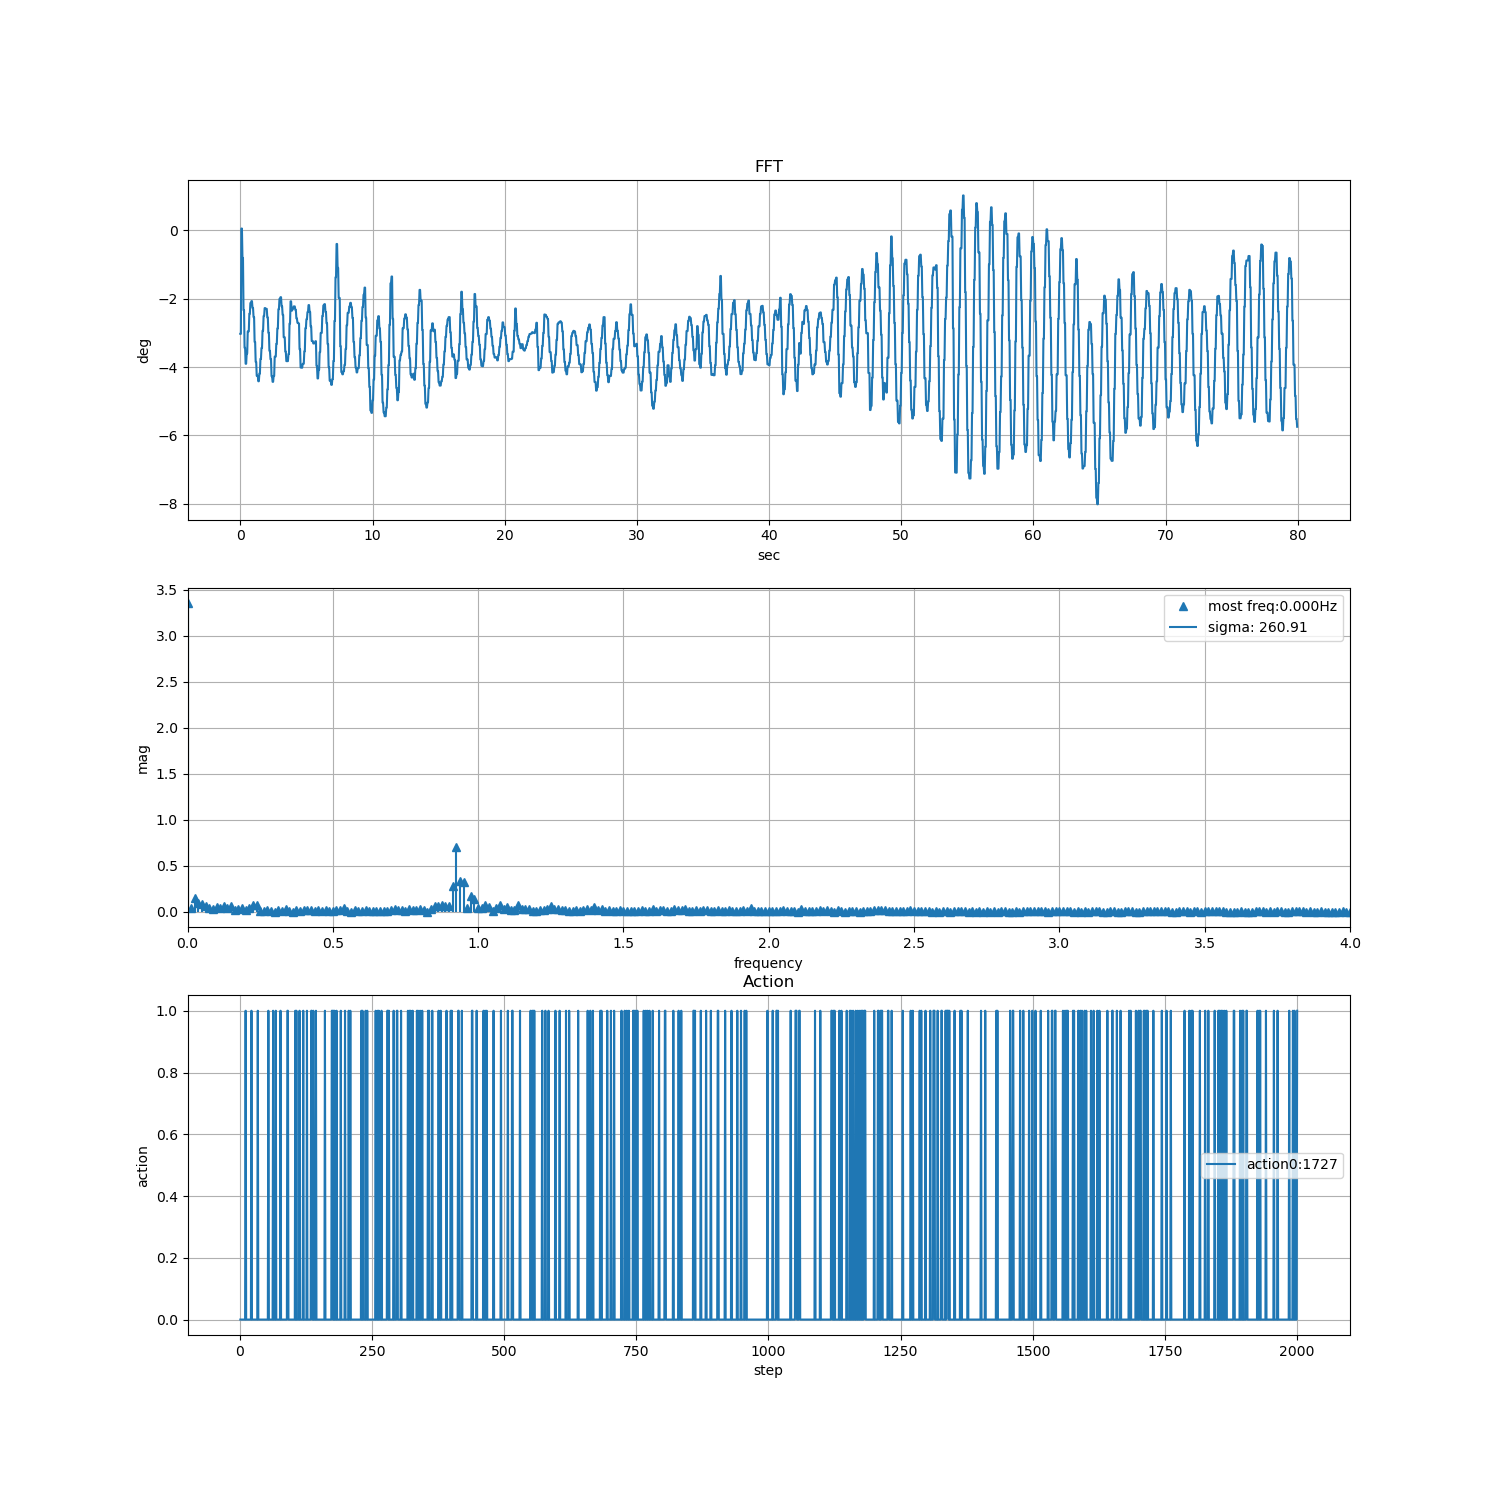 FFT
0
−2
−4
−6
−8
deg
0 10 20 30 40 50 60 70 80
sec
3.5
3.0
2.5
2.0
1.5
1.0
0.5
0.0
mag
most freq:0.000Hz
sigma: 260.91
0.0 0.5 1.0 1.5 2.0 2.5 3.0 3.5 4.0
frequency
Action
1.0
0.8
0.6
0.4
0.2
0.0
action
action0:1727
0 250 500 750 1000 1250 1500 1750 2000
step